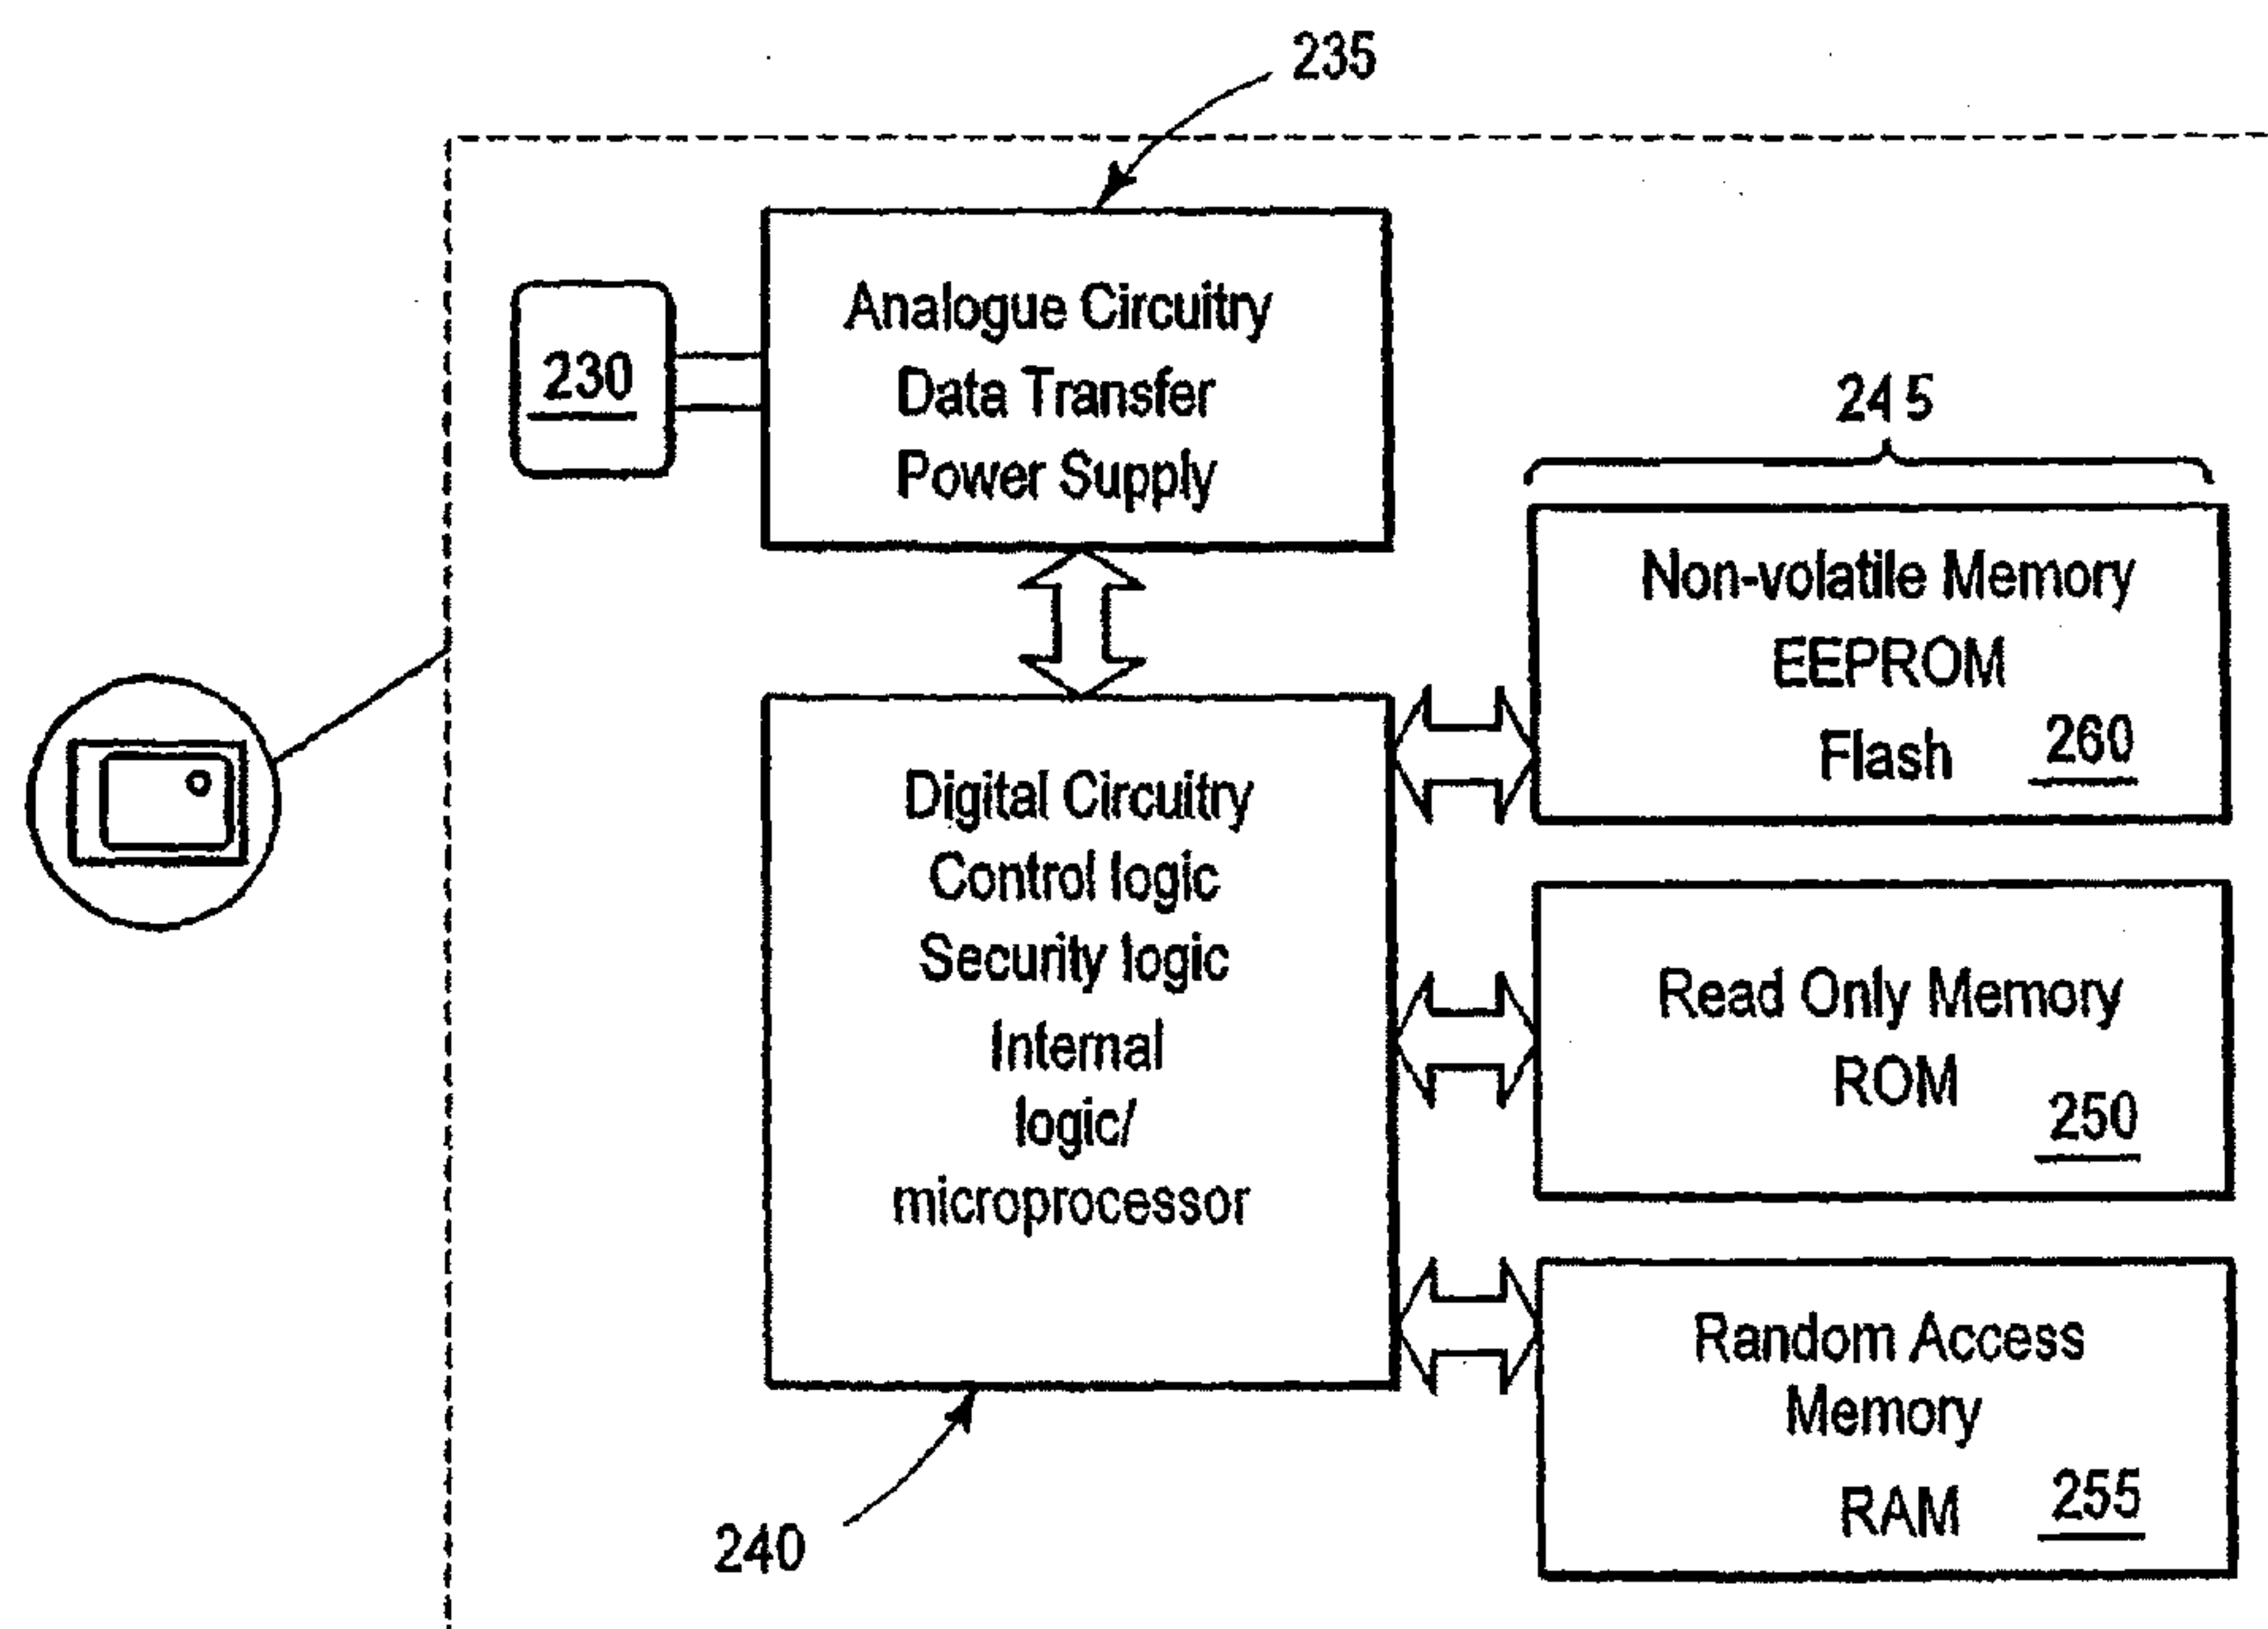 235
230
Analogue Circuitry
Data Transfer
Power Supply
245
Non-volatile Memory
EEPROM
Flash 260
Digital Circuitry
Control logic
Security logic
Internal
logic/
microprocessor
Read Only Memory
ROM
250
Random Access
Memory
RAM 255
240